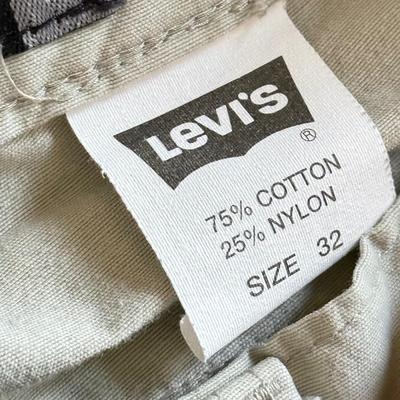 Levi's ®
75% COTTON
25% NYLON
SIZE 32